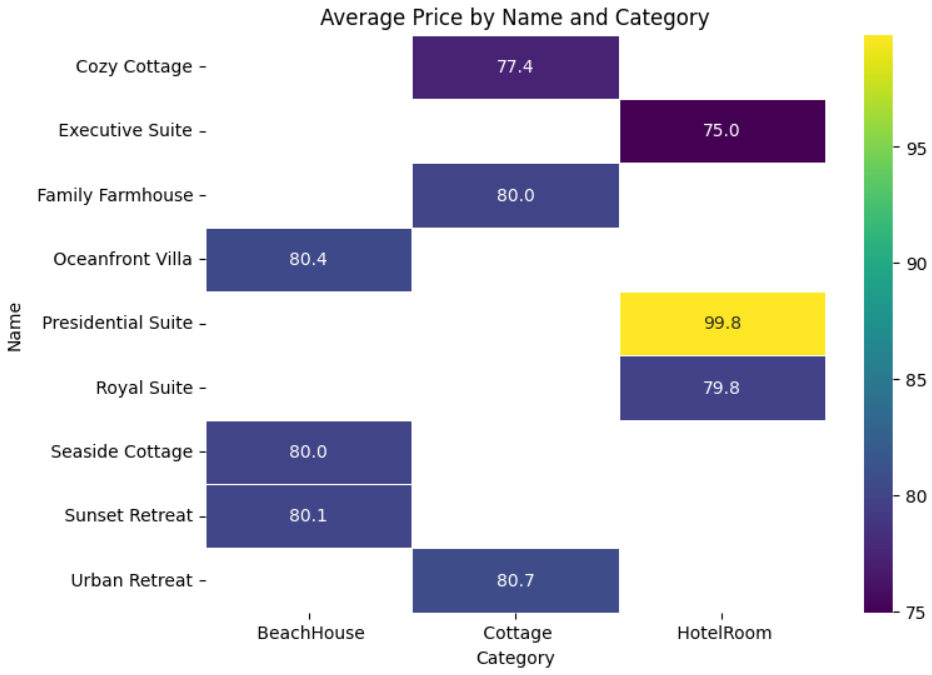 Average Price by Name and Category
Name
Cozy Cottage
77.4
Executive Suite
75.0
Family Farmhouse
80.0
Oceanfront Villa
80.4
Presidential Suite
99.8
Royal Suite
79.8
Seaside Cottage
80.0
Sunset Retreat
80.1
Urban Retreat
80.7
BeachHouse Cottage HotelRoom
Category
95
90
85
80
75